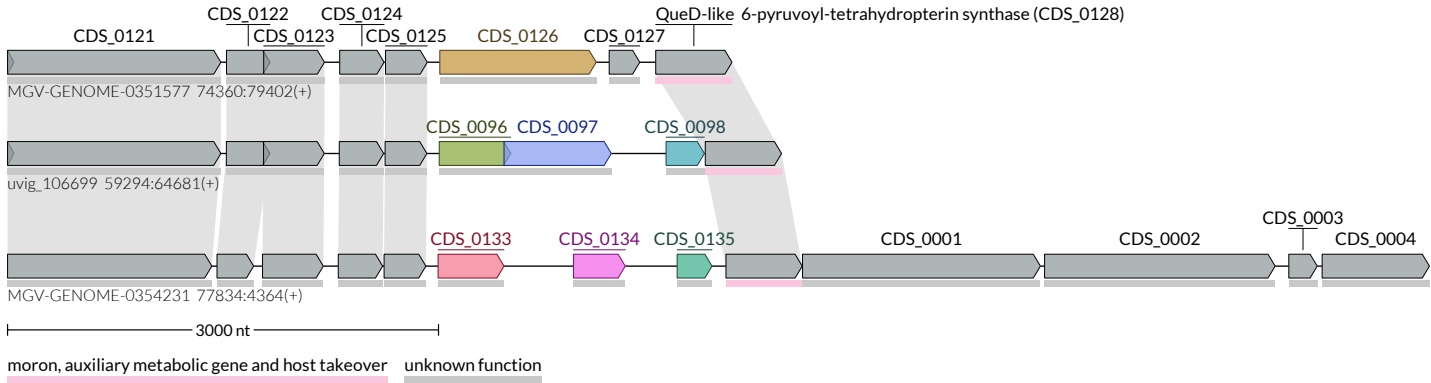 CDS_0122 CDS_0124 QueD-like 6-pyruvoyl-tetrahydropterin synthase (CDS_0128)
CDS_0121 CDS_0123 CDS_0125 CDS_0126 CDS_0127
MGV-GENOME-0351577 74360:79402(+)
CDS_0096 CDS_0097 CDS_0098
uvig_106699 59294:64681(+)
CDS_0003
CDS_0133 CDS_0134 CDS_0135 CDS_0001 CDS_0002 CDS_0004
MGV-GENOME-0354231 77834:4364(+)
3000 nt
moron, auxiliary metabolic gene and host takeover unknown function